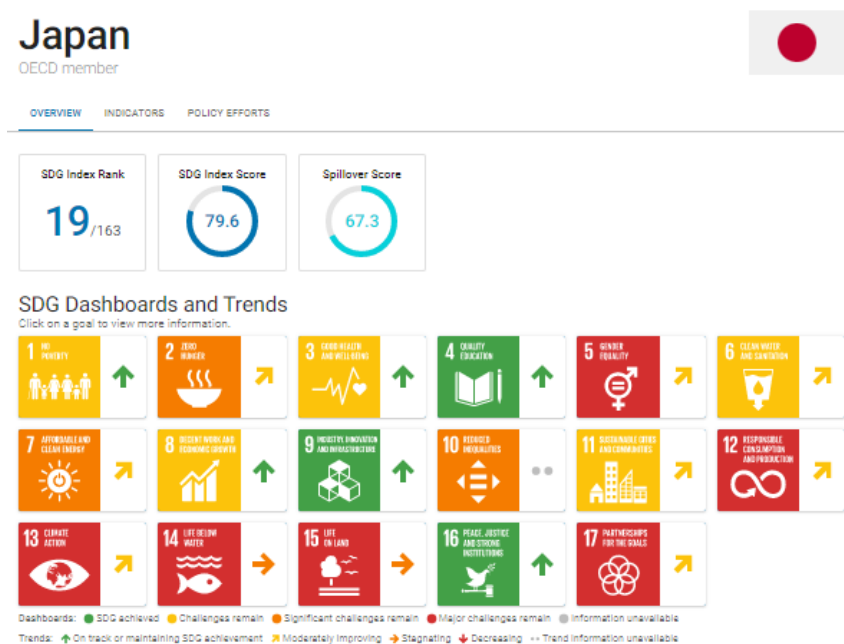 Japan
OECD member
OVERVIEW INDICATORS POLICY EFFORTS
SDG Index Rank
19/163
SDG Index Score
79.6
Spillover Score
67.3
SDG Dashboards and Trends
Click on a goal to view more information.
1 NO
POVERTY
2 ZERO
HUNGER
3 GOOD HEALTH
AND WELL-BEING
4 QUALITY
EDUCATION
5 GENDER
EQUALITY
6 CLEAN WATER
AND SANITATION
7 AFFORDABLE AND
CLEAN ENERGY
8 DECENT WORK AND
ECONOMIC GROWTH
9 INDUSTRY, INNOVATION
AND INFRASTRUCTURE
10 REDUCED
INEQUALITIES
11 SUSTAINABLE CITIES
AND COMMUNITIES
12 RESPONSIBLE
CONSUMPTION
AND PRODUCTION
13 CLIMATE
ACTION
14 LIFE BELOW
WATER
15 LIFE
ON LAND
16 PEACE, JUSTICE
AND STRONG
INSTITUTIONS
17 PARTNERSHIPS
FOR THE GOALS
Dashboards: SDG achieved Challenges remain Significant challenges remain Major challenges remain Information unavailable
Trends: On track or maintaining SDG achievement Moderately improving Stagnating Decreasing Trend information unavailable